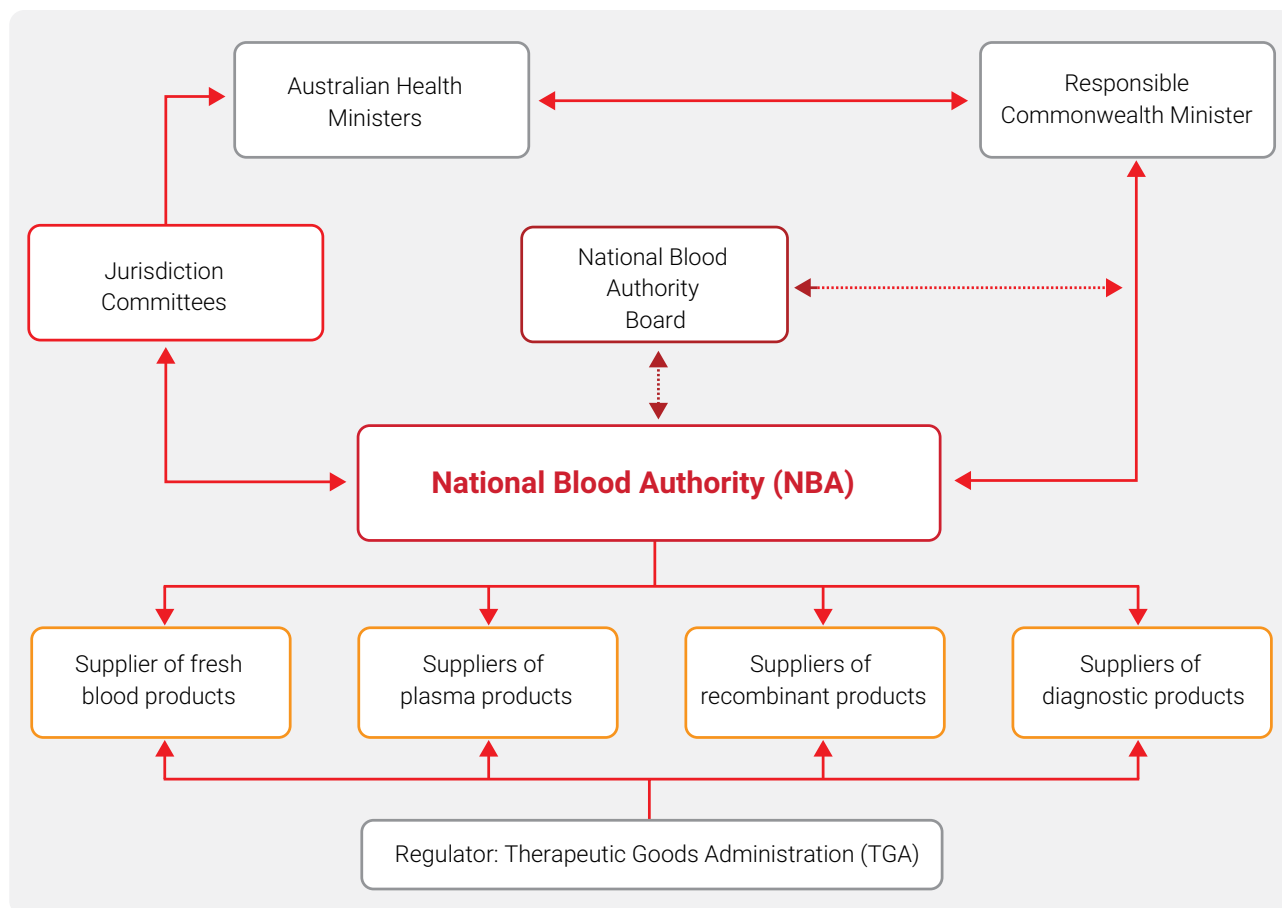 Australian Health
Ministers
Responsible
Commonwealth Minister
Jurisdiction
Committees
National Blood
Authority
Board
National Blood Authority (NBA)
Supplier of fresh
blood products
Suppliers of
plasma products
Suppliers of
recombinant products
Suppliers of
diagnostic products
Regulator: Therapeutic Goods Administration (TGA)